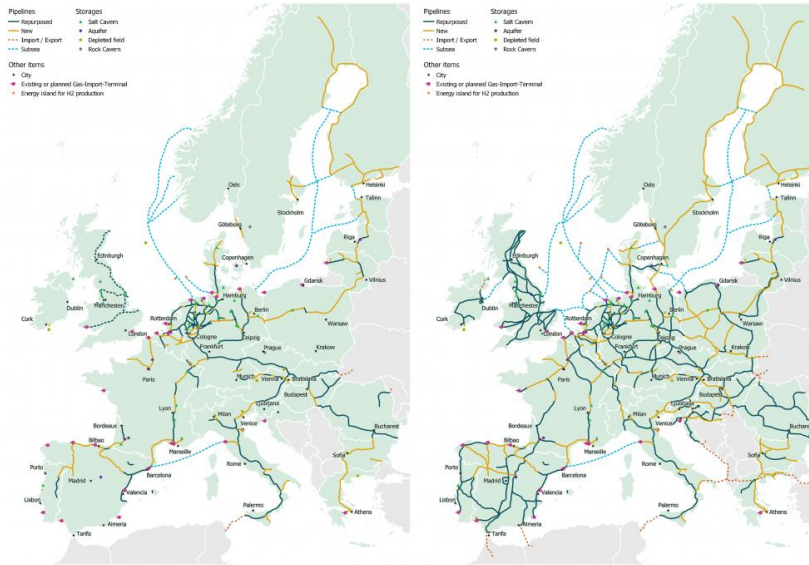 Pipelines
Repurposed
New
Import / Export
Subsea
Storages
Salt Cavern
Aquifer
Depleted field
Rock Cavern
Other items
City
Existing or planned Gas-Import-Terminal
Energy island for H2 production
Oslo
Helsinki
Talinn
Stockholm
Göteborg
Riga
Edinburgh
Copenhagen
Vilnius
Gdansk
Dublin
Manchester
Hamburg
Cork
Rotterdam
Berlin
Warsaw
London
Cologne
Leipzig
Frankfurt
Prague
Krakow
Paris
Munich
Vienna
Bratislava
Budapest
Lyon
Ljubljana
Milan
Venice
Bordeaux
Bucharest
Bilbao
Marseille
Sofia
Porto
Barcelona
Rome
Madrid
Lisbon
Valencia
Palermo
Athens
Almeria
Tarifa
Pipelines
Repurposed
New
Import / Export
Subsea
Storages
Salt Cavern
Aquifer
Depleted field
Rock Cavern
Other items
City
Existing or planned Gas-Import-Terminal
Energy island for H2 production
Oslo
Helsinki
Talinn
Stockholm
Göteborg
Riga
Edinburgh
Copenhagen
Vilnius
Gdansk
Dublin
Manchester
Hamburg
Cork
Rotterdam
Berlin
Warsaw
London
Cologne
Leipzig
Frankfurt
Prague
Krakow
Paris
Munich
Vienna
Bratislava
Budapest
Lyon
Ljubljana
Milan
Venice
Bordeaux
Bucharest
Bilbao
Marseille
Sofia
Porto
Barcelona
Rome
Madrid
Lisbon
Valencia
Palermo
Athens
Almeria
Tarifa